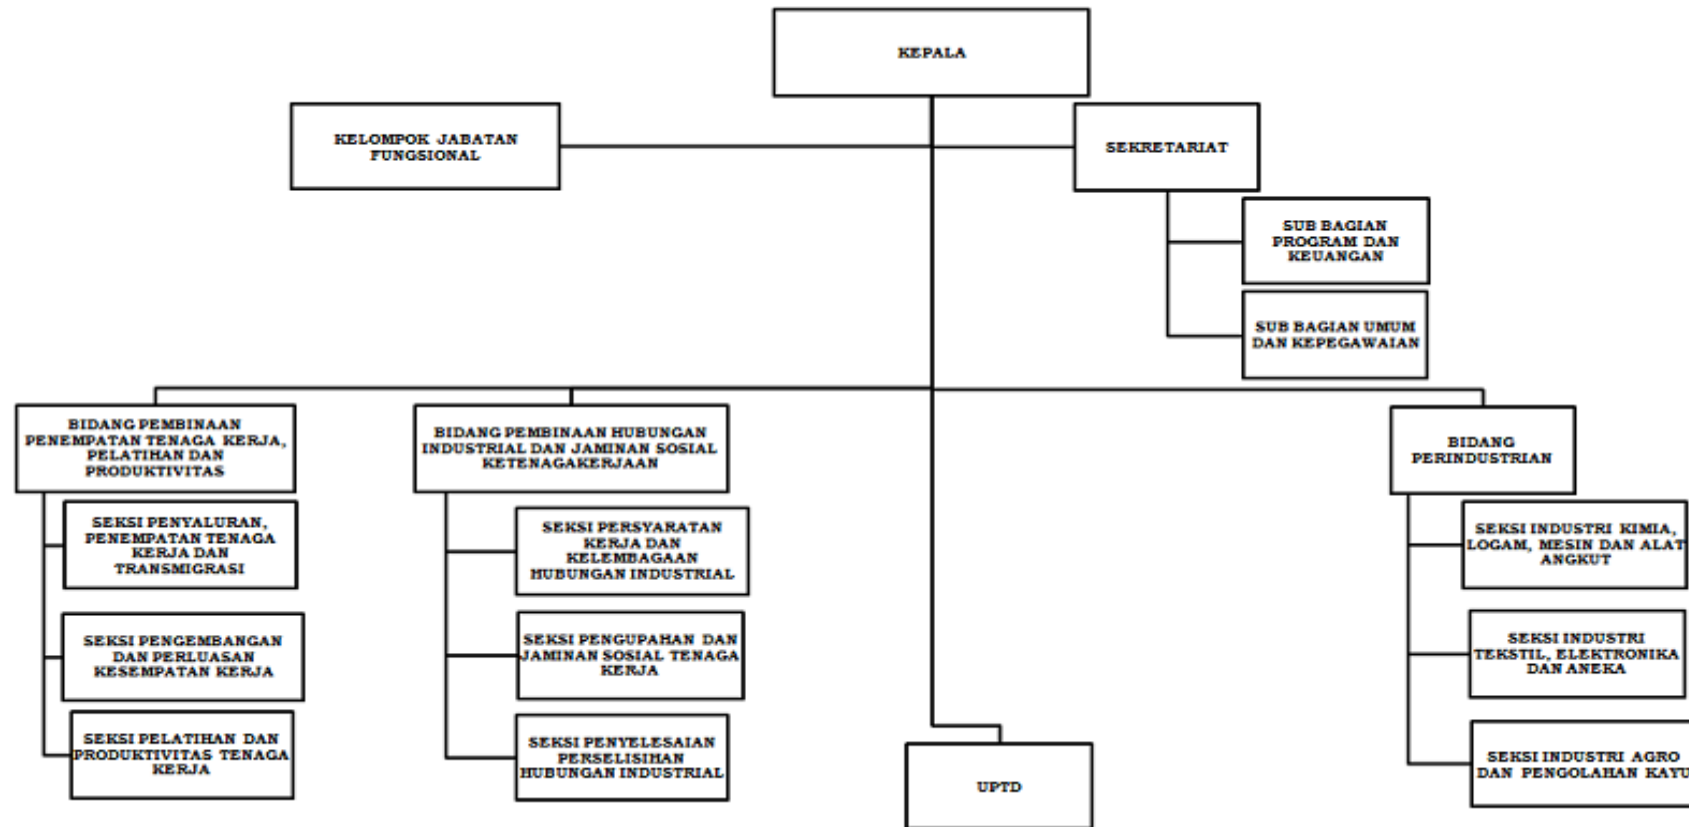 KEPALA
KELOMPOK JABATAN
FUNGSIONAL
SEKRETARIAT
SUB BAGIAN
PROGRAM DAN
KEUANGAN
SUB BAGIAN UMUM
DAN KEPEGAWAIAN
BIDANG PEMBINAAN
PENEMPATAN TENAGA KERJA,
PELATIHAN DAN
PRODUKTIVITAS
SEKSI PENYALURAN,
PENEMPATAN TENAGA
KERJA DAN
TRANSMIGRASI
SEKSI PENGEMBANGAN
DAN PERLUASAN
KESEMPATAN KERJA
SEKSI PELATIHAN DAN
PRODUKTIVITAS TENAGA
KERJA
BIDANG PEMBINAAN HUBUNGAN
INDUSTRIAL DAN JAMINAN SOSIAL
KETENAGAKERJAAN
SEKSI PERSYARATAN
KERJA DAN
KELEMBAGAAN
HUBUNGAN INDUSTRIAL
SEKSI PENGUPAHAN DAN
JAMINAN SOSIAL TENAGA
KERJA
SEKSI PENYELESAIAN
PERSELISIHAN
HUBUNGAN INDUSTRIAL
UPTD
BIDANG
PERINDUSTRIAN
SEKSI INDUSTRI KIMIA,
LOGAM, MESIN DAN ALAT
ANGKUT
SEKSI INDUSTRI
TEKSTIL, ELEKTRONIKA
DAN ANEKA
SEKSI INDUSTRI AGRO
DAN PENGOLAHAN KAYU